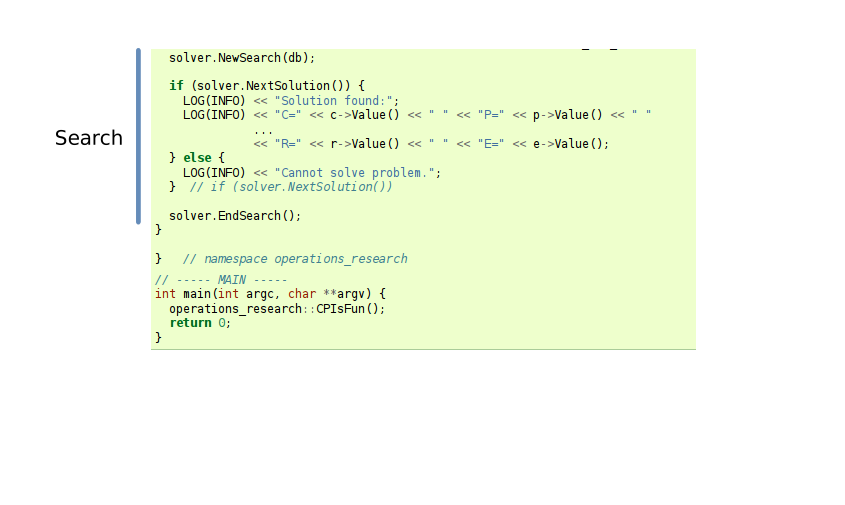 solver.NewSearch(db);
if (solver.NextSolution()) {
LOG(INFO) << "Solution found:";
LOG(INFO) << "C=" << c->Value() << " " << "P=" << p->Value() << " "
...
<< "R=" << r->Value() << " " << "E=" << e->Value();
} else {
LOG(INFO) << "Cannot solve problem.";
} // if (solver.NextSolution())
solver.EndSearch();
}
} // namespace operations_research
// ----- MAIN -----
int main(int argc, char **argv) {
operations_research::CPIsFun();
return 0;
}
Search